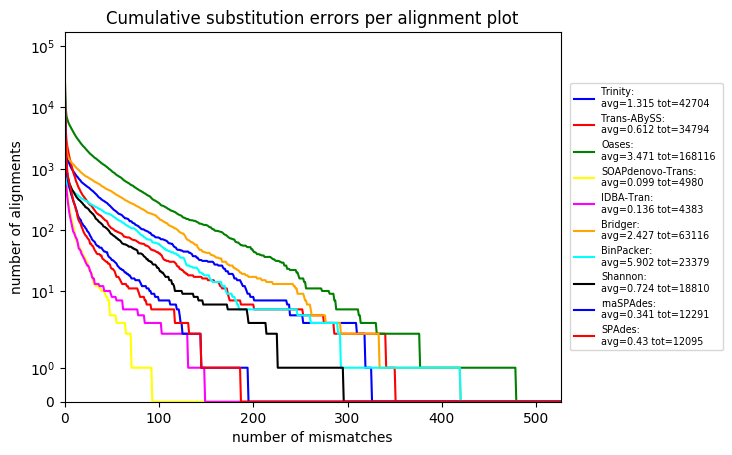 Cumulative substitution errors per alignment plot
number of alignments
10^5
10^4
10^3
10^2
10^1
10^0
0
0
100
200
300
400
500
number of mismatches
Trinity:
avg=1.315 tot=42704
Trans-ABySS:
avg=0.612 tot=34794
Oases:
avg=3.471 tot=168116
SOAPdenovo-Trans:
avg=0.099 tot=4980
IDBA-Tran:
avg=0.136 tot=4383
Bridger:
avg=2.427 tot=63116
BinPacker:
avg=5.902 tot=23379
Shannon:
avg=0.724 tot=18810
rnaSPAdes:
avg=0.341 tot=12291
SPAdes:
avg=0.43 tot=12095